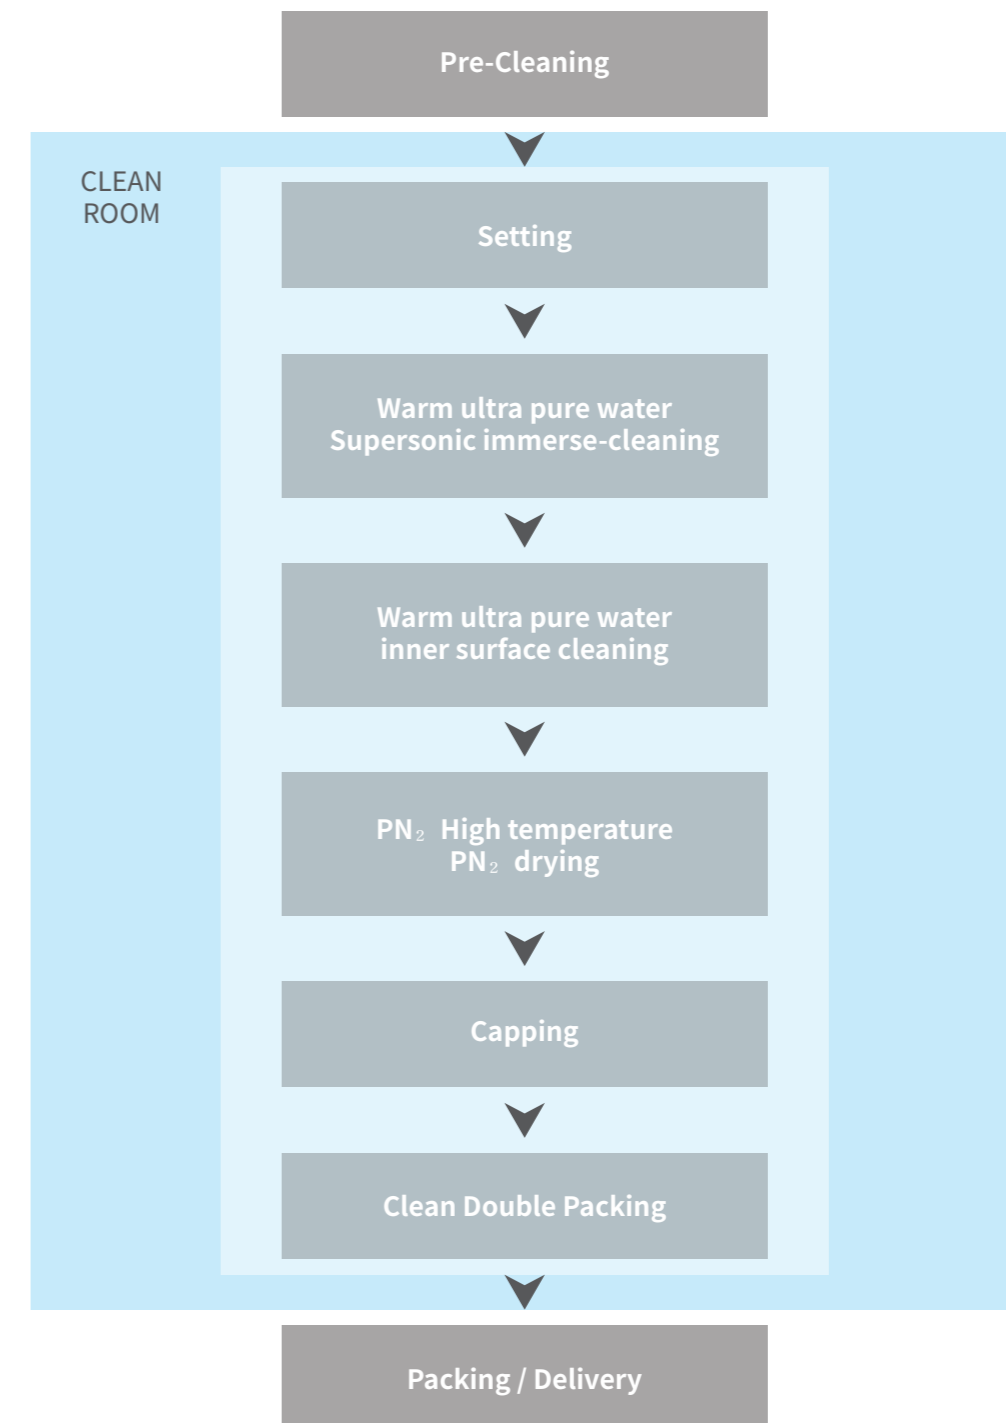 Pre-Cleaning
CLEAN
ROOM
Setting
Warm ultra pure water
Supersonic immerse-cleaning
Warm ultra pure water
inner surface cleaning
PN₂ High temperature
PN₂ drying
Capping
Clean Double Packing
Packing / Delivery